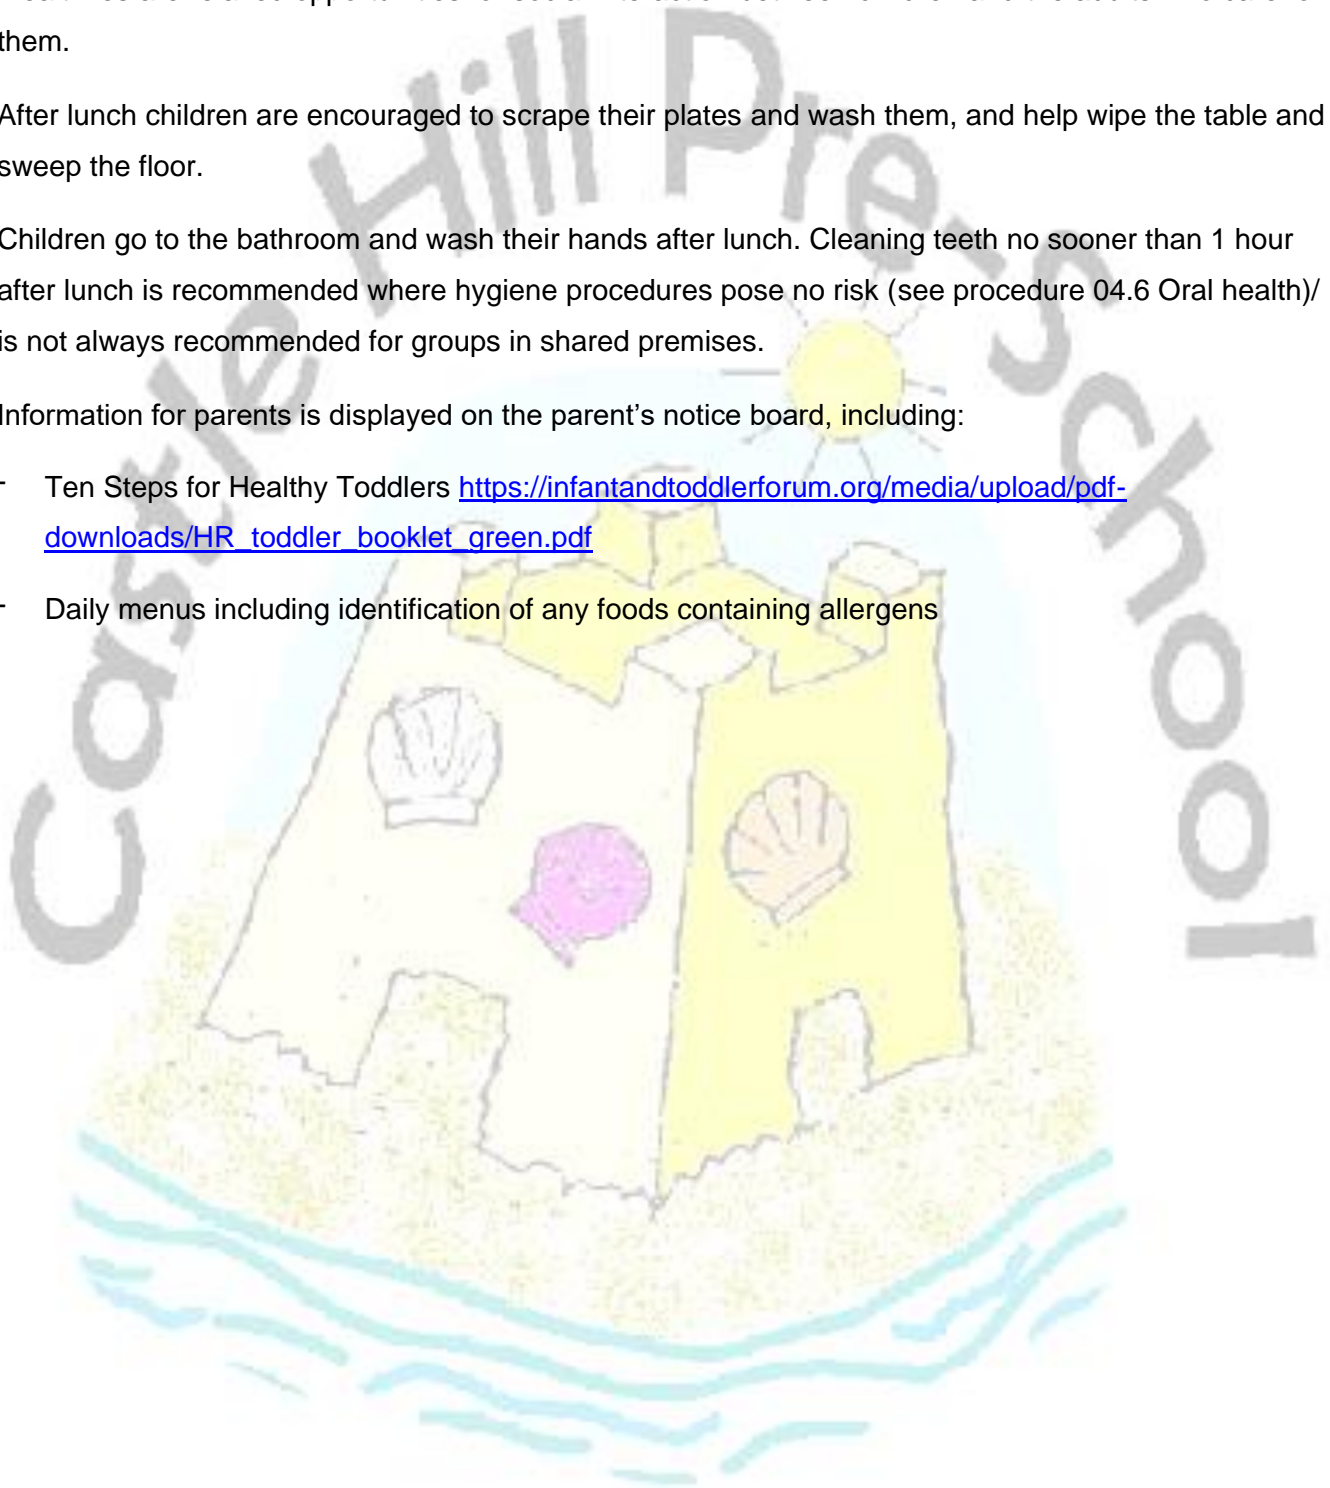 them.
After lunch children are encouraged to scrape their plates and wash them, and help wipe the table and
sweep the floor.
Children go to the bathroom and wash their hands after lunch. Cleaning teeth no sooner than 1 hour
after lunch is recommended where hygiene procedures pose no risk (see procedure 04.6 Oral health)/
is not always recommended for groups in shared premises.
Information for parents is displayed on the parent’s notice board, including:
- Ten Steps for Healthy Toddlers https://infantandtoddlerforum.org/media/upload/pdf-
downloads/HR_toddler_booklet_green.pdf
- Daily menus including identification of any foods containing allergens
Castle Hill Pre-School